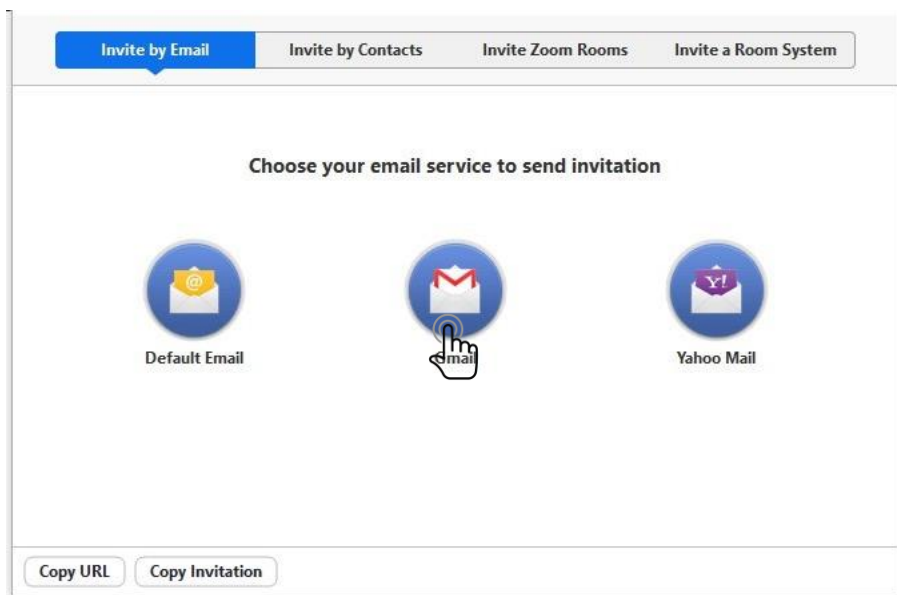 Invite by Email Invite by Contacts Invite Zoom Rooms Invite a Room System
Choose your email service to send invitation
@ Y!
Default Email Gmail Yahoo Mail
Copy URL Copy Invitation